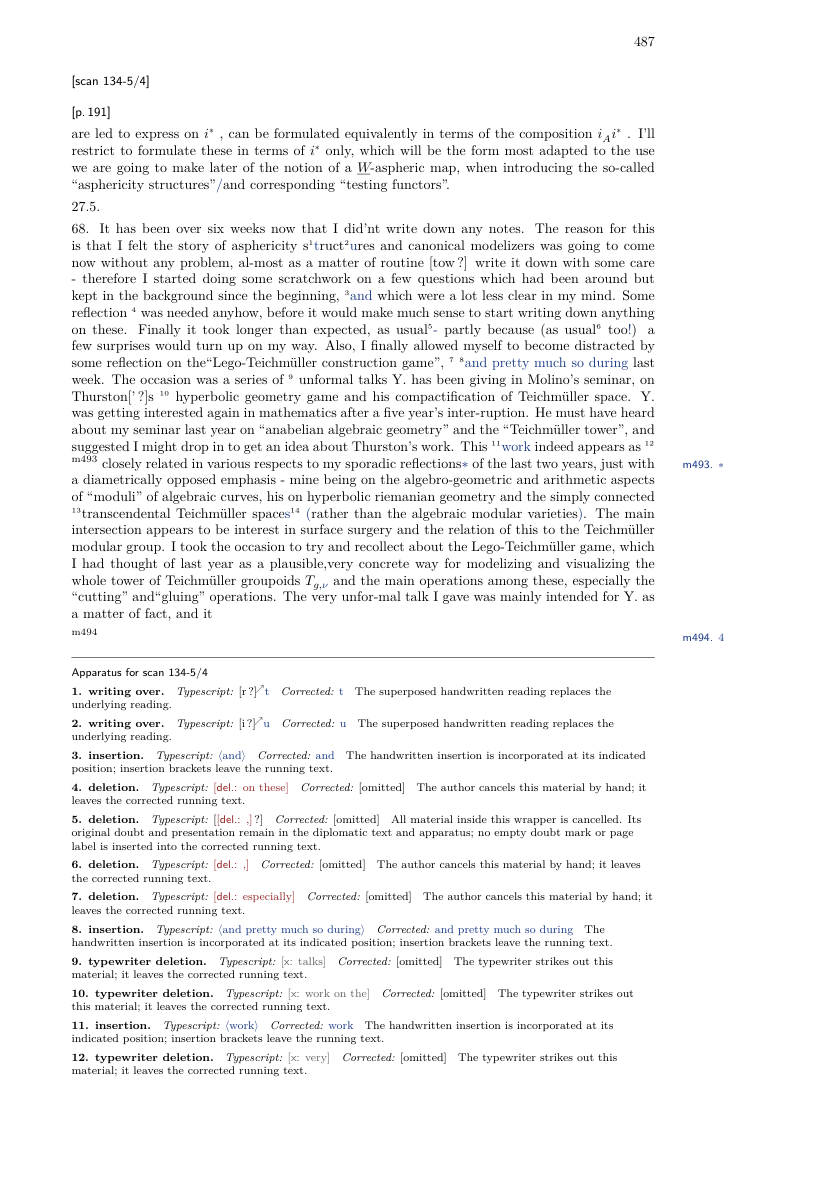 487
[scan 134-5/4]
[p. 191]
are led to express on i* , can be formulated equivalently in terms of the composition i_A i* . I'll
restrict to formulate these in terms of i* only, which will be the form most adapted to the use
we are going to make later of the notion of a W-aspheric map, when introducing the so-called
“asphericity structures”/and corresponding “testing functors”.
27.5.
68. It has been over six weeks now that I did'nt write down any notes. The reason for this
is that I felt the story of asphericity s¹truct²ures and canonical modelizers was going to come
now without any problem, al-most as a matter of routine [tow ?] write it down with some care
- therefore I started doing some scratchwork on a few questions which had been around but
kept in the background since the beginning, ³and which were a lot less clear in my mind. Some
reflection ⁴ was needed anyhow, before it would make much sense to start writing down anything
on these. Finally it took longer than expected, as usual⁵- partly because (as usual⁶ too!) a
few surprises would turn up on my way. Also, I finally allowed myself to become distracted by
some reflection on the“Lego-Teichmüller construction game”, ⁷ ⁸and pretty much so during last
week. The occasion was a series of ⁹ unformal talks Y. has been giving in Molino's seminar, on
Thurston[' ?]s ¹⁰ hyperbolic geometry game and his compactification of Teichmüller space. Y.
was getting interested again in mathematics after a five year's inter-ruption. He must have heard
about my seminar last year on “anabelian algebraic geometry” and the “Teichmüller tower”, and
suggested I might drop in to get an idea about Thurston's work. This ¹¹work indeed appears as ¹²
m493 closely related in various respects to my sporadic reflections* of the last two years, just with
m493. *
a diametrically opposed emphasis - mine being on the algebro-geometric and arithmetic aspects
of “moduli” of algebraic curves, his on hyperbolic riemanian geometry and the simply connected
¹³transcendental Teichmüller spaces¹⁴ (rather than the algebraic modular varieties). The main
intersection appears to be interest in surface surgery and the relation of this to the Teichmüller
modular group. I took the occasion to try and recollect about the Lego-Teichmüller game, which
I had thought of last year as a plausible,very concrete way for modelizing and visualizing the
whole tower of Teichmüller groupoids T_g,ν and the main operations among these, especially the
“cutting” and“gluing” operations. The very unfor-mal talk I gave was mainly intended for Y. as
a matter of fact, and it
m494
m494. 4
Apparatus for scan 134-5/4
1. writing over. Typescript: [r ?]↗t Corrected: t The superposed handwritten reading replaces the
underlying reading.
2. writing over. Typescript: [i ?]↗u Corrected: u The superposed handwritten reading replaces the
underlying reading.
3. insertion. Typescript: ⟨and⟩ Corrected: and The handwritten insertion is incorporated at its indicated
position; insertion brackets leave the running text.
4. deletion. Typescript: [del.: on these] Corrected: [omitted] The author cancels this material by hand; it
leaves the corrected running text.
5. deletion. Typescript: [[del.: ,] ?] Corrected: [omitted] All material inside this wrapper is cancelled. Its
original doubt and presentation remain in the diplomatic text and apparatus; no empty doubt mark or page
label is inserted into the corrected running text.
6. deletion. Typescript: [del.: ,] Corrected: [omitted] The author cancels this material by hand; it leaves
the corrected running text.
7. deletion. Typescript: [del.: especially] Corrected: [omitted] The author cancels this material by hand; it
leaves the corrected running text.
8. insertion. Typescript: ⟨and pretty much so during⟩ Corrected: and pretty much so during The
handwritten insertion is incorporated at its indicated position; insertion brackets leave the running text.
9. typewriter deletion. Typescript: [x: talks] Corrected: [omitted] The typewriter strikes out this
material; it leaves the corrected running text.
10. typewriter deletion. Typescript: [x: work on the] Corrected: [omitted] The typewriter strikes out
this material; it leaves the corrected running text.
11. insertion. Typescript: ⟨work⟩ Corrected: work The handwritten insertion is incorporated at its
indicated position; insertion brackets leave the running text.
12. typewriter deletion. Typescript: [x: very] Corrected: [omitted] The typewriter strikes out this
material; it leaves the corrected running text.